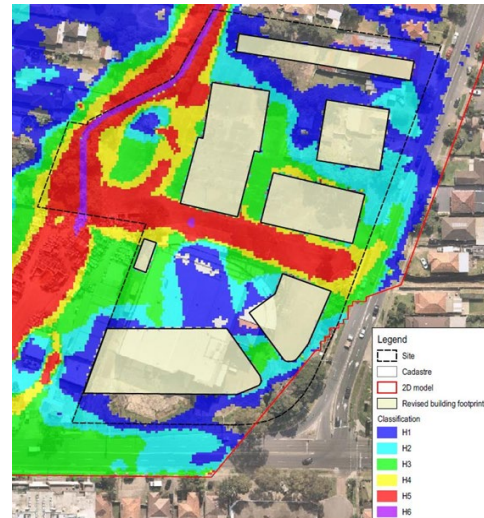 Legend
Site
Cadastre
2D model
Revised building footprint
Classification
H1
H2
H3
H4
H5
H6